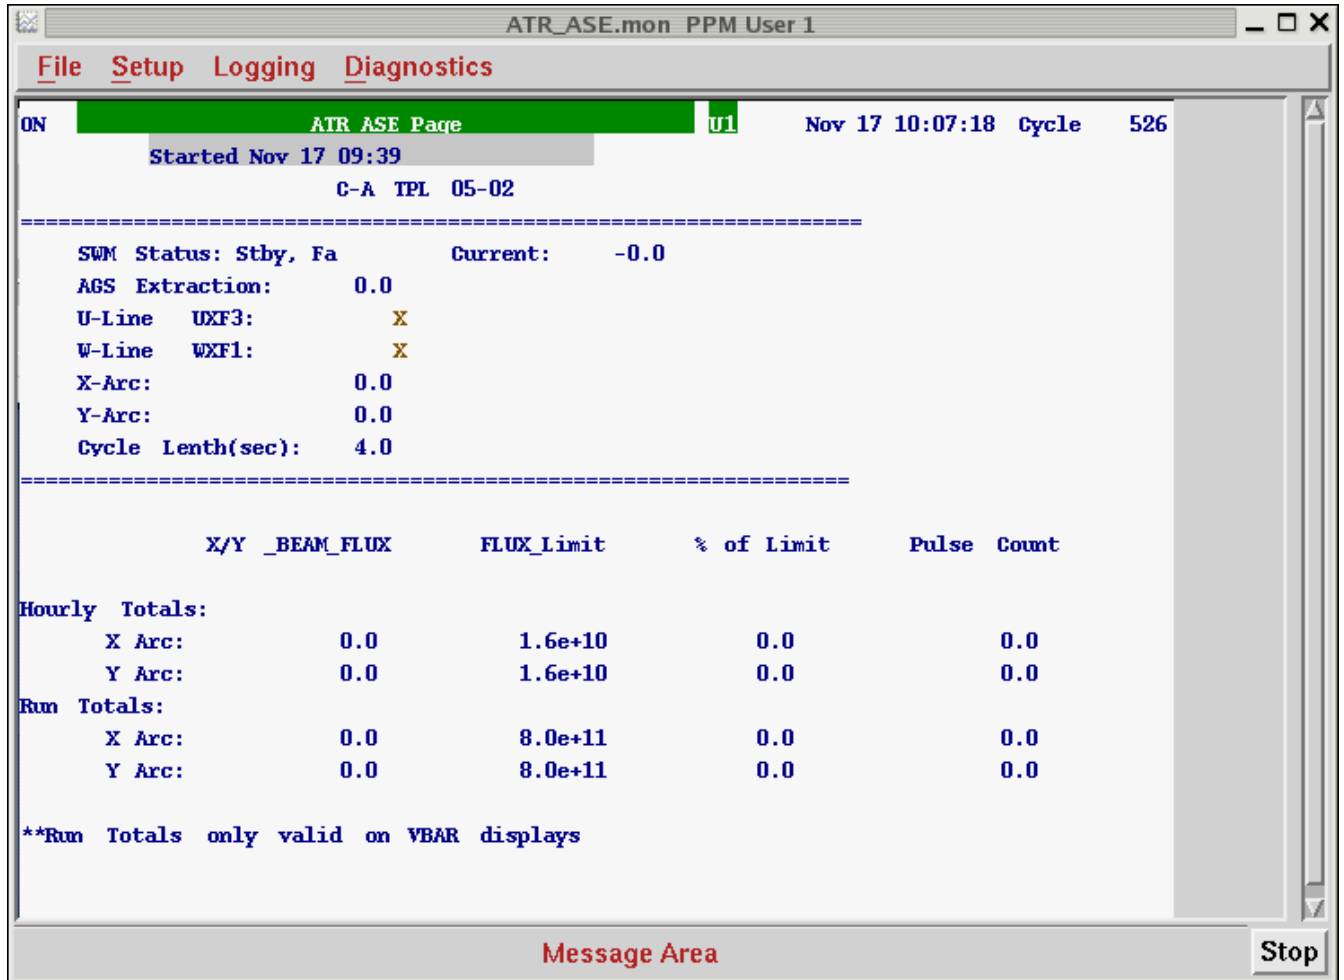 ATR_ASE.mon PPM User 1
File Setup Logging Diagnostics
ON ATR ASE Page U1 Nov 17 10:07:18 Cycle 526
Started Nov 17 09:39
C-A TPL 05-02
===================================================================
SWM Status: Stby, Fa Current: -0.0
AGS Extraction: 0.0
U-Line UXF3: X
W-Line WXF1: X
X-Arc: 0.0
Y-Arc: 0.0
Cycle Lenth(sec): 4.0
==================================================================
X/Y _BEAM_FLUX FLUX_Limit % of Limit Pulse Count
Hourly Totals:
X Arc: 0.0 1.6e+10 0.0 0.0
Y Arc: 0.0 1.6e+10 0.0 0.0
Run Totals:
X Arc: 0.0 8.0e+11 0.0 0.0
Y Arc: 0.0 8.0e+11 0.0 0.0
**Run Totals only valid on VBAR displays
Message Area Stop